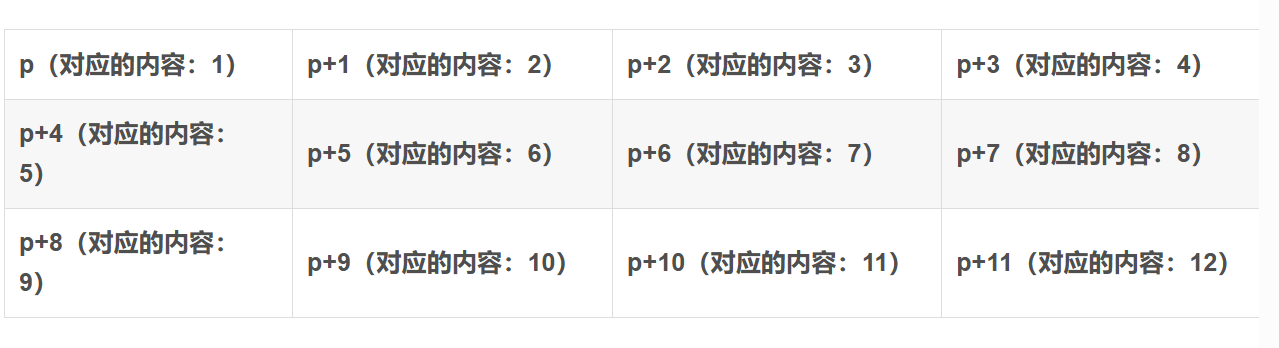 p（对应的内容：1）
p+1（对应的内容：2）
p+2（对应的内容：3）
p+3（对应的内容：4）
p+4（对应的内容：
5）
p+5（对应的内容：6）
p+6（对应的内容：7）
p+7（对应的内容：8）
p+8（对应的内容：
9）
p+9（对应的内容：10）
p+10（对应的内容：11）
p+11（对应的内容：12）